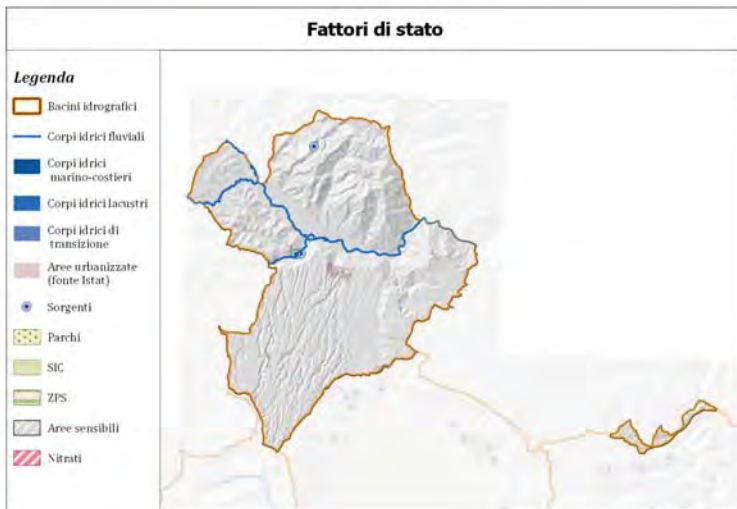 Fattori di stato
Legenda
Bacini idrografici
Corpi idrici fluviali
Corpi idrici
marino-costieri
Corpi idrici lacustri
Corpi idrici di
transizione
Aree urbanizzate
(fonte Istat)
Sorgenti
Parchi
SIC
ZPS
Aree sensibili
Nitrati